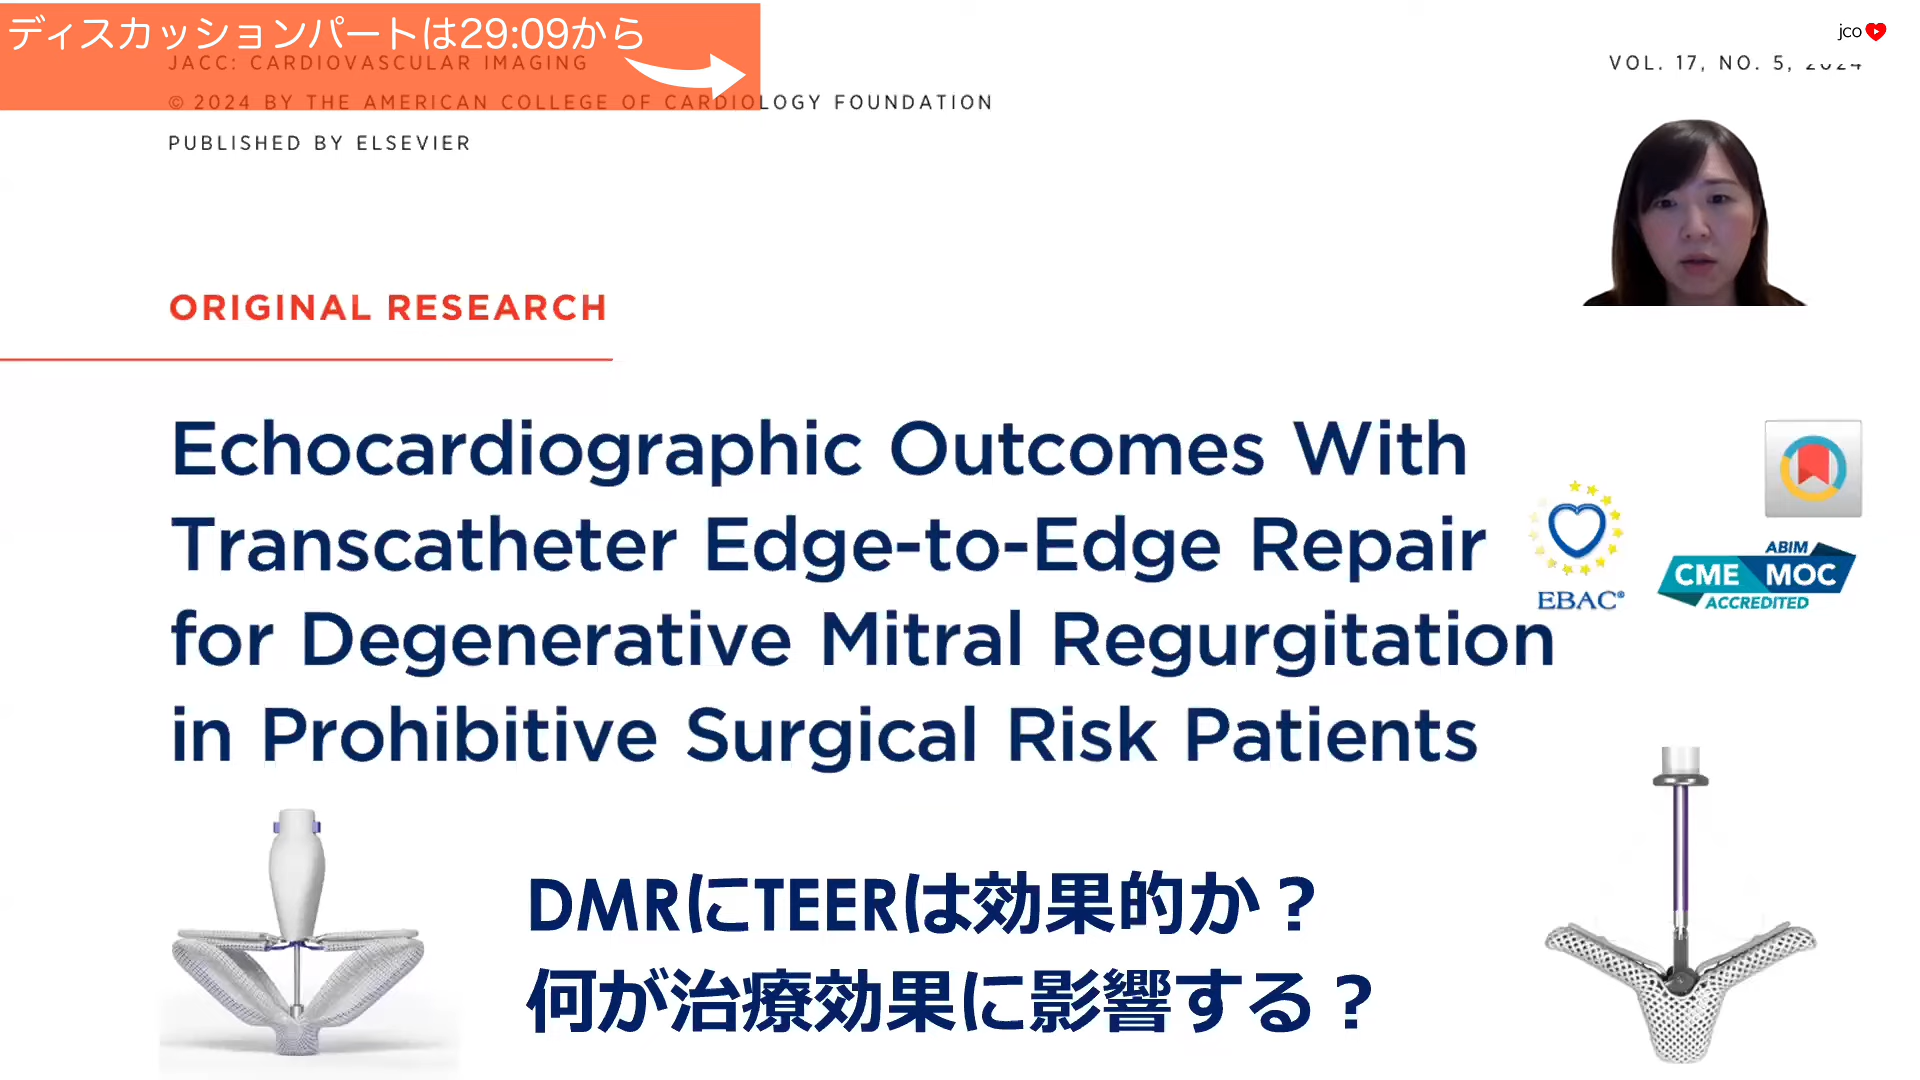 ディスカッションパートは29:09から
jco
JACC: CARDIOVASCULAR IMAGING
VOL. 17, NO. 5, 2024
© 2024 BY THE AMERICAN COLLEGE OF CARDIOLOGY FOUNDATION
PUBLISHED BY ELSEVIER
ORIGINAL RESEARCH
Echocardiographic Outcomes With
Transcatheter Edge-to-Edge Repair
for Degenerative Mitral Regurgitation
in Prohibitive Surgical Risk Patients
EBAC®
ABIM
CME MOC
ACCREDITED
DMRにTEERは効果的か？
何が治療効果に影響する？